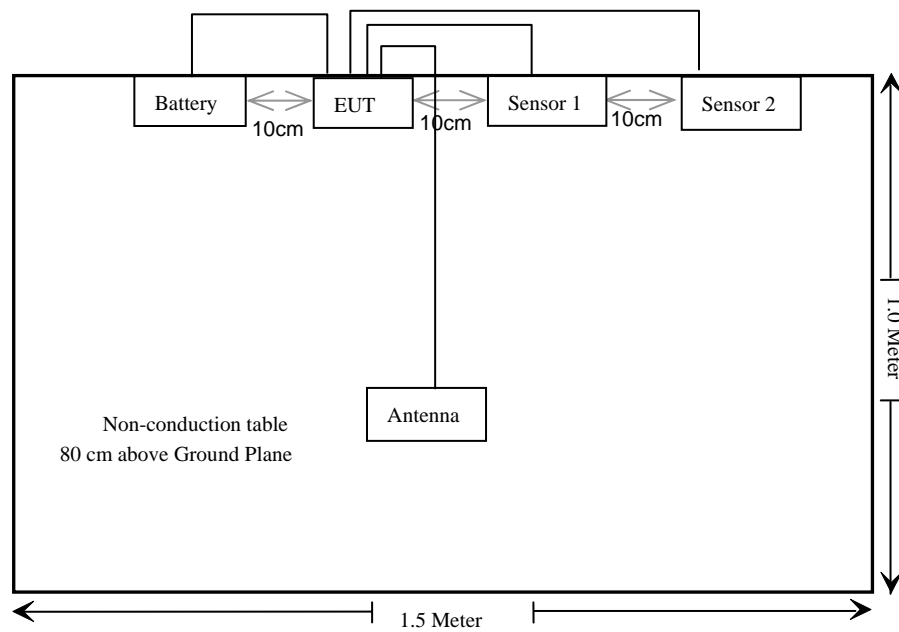 Battery
EUT
Sensor 1
Sensor 2
10cm
10cm
10cm
1.0 Meter
Antenna
Non-conduction table
80 cm above Ground Plane
1.5 Meter